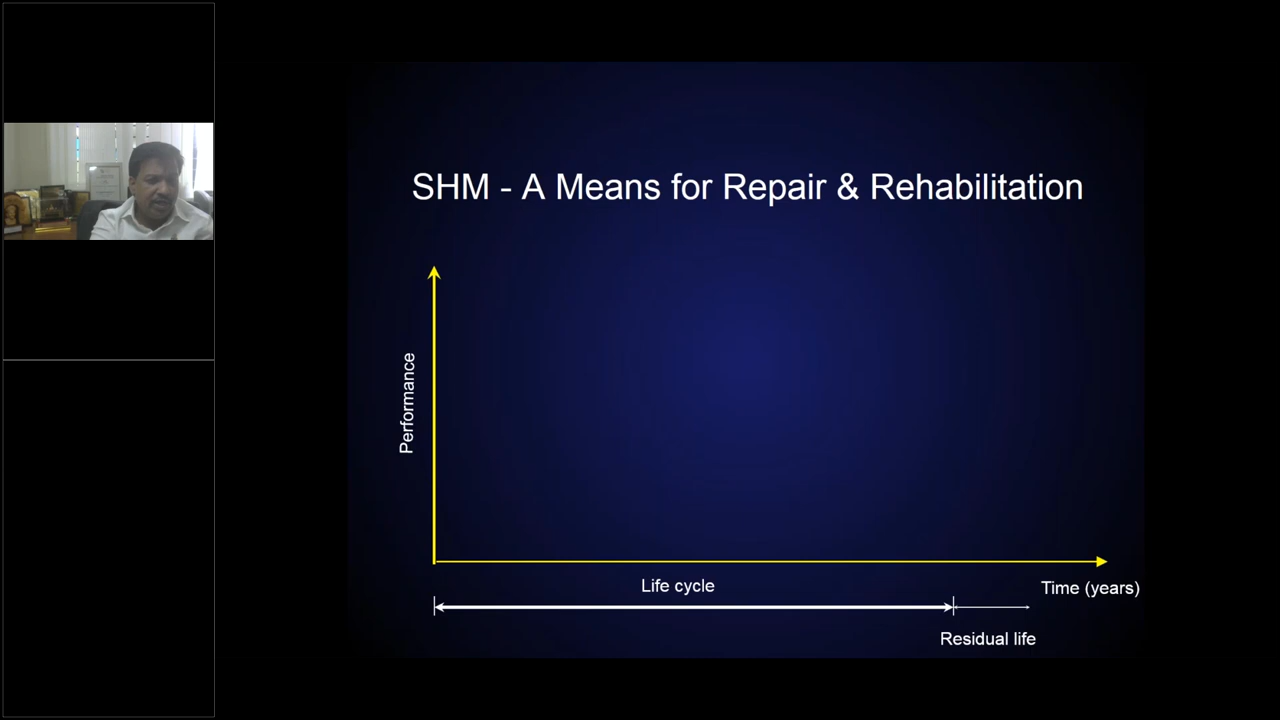 SHM - A Means for Repair & Rehabilitation
Performance
Life cycle
Time (years)
Residual life